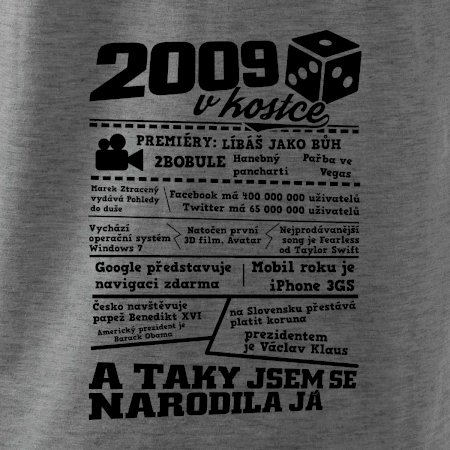 2009
v kostce
PREMIÉRY: LÍBÁŠ JAKO BŮH
2BOBULE
Hanebný
pancharti
Pařba ve
Vegas
Marek Ztracený
vydává Pohledy
do duše
Facebook má 400 000 000 uživatelů
Twitter má 65 000 000 uživatelů
Vychází
operační systém
Windows 7
Natočen první
3D film. Avatar
Nejprodávanější
song je Fearless
od Taylor Swift
Google představuje
navigaci zdarma
Mobil roku je
iPhone 3GS
Česko navštěvuje
papež Benedikt XVI
Americký prezident je
Barack Obama
na Slovensku přestává
platit koruna
prezidentem
je Václav Klaus
A TAKY JSEM SE
NARODILA JÁ